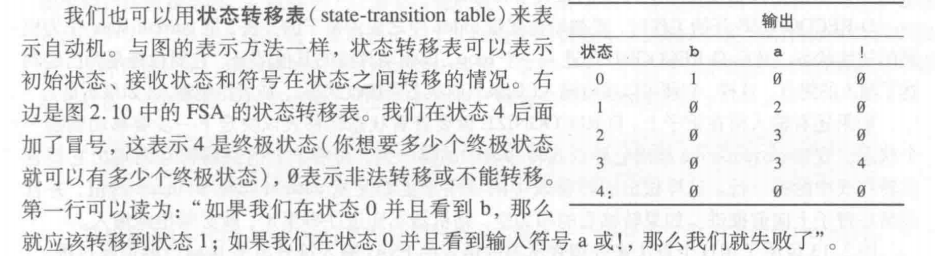 我们也可以用状态转移表(state-transition table)来表
示自动机。与图的表示方法一样,状态转移表可以表示
初始状态,接收状态和符号在状态之间转移的情况。右
边是图 2.10 中的 FSA 的状态转移表。我们在状态 4 后面
加了冒号,这表示 4 是终极状态(你想要多少个终极状态
就可以有多少个终极状态),Ø表示非法转移或不能转移。
第一行可以读为:“如果我们在状态 0 并且看到 b,那么
就应该转移到状态 1;如果我们在状态 0 并且看到输入符号 a 或!,那么我们就失败了”。
输出
状态 b a !
0 1 Ø Ø
1 Ø 2 Ø
2 Ø 3 Ø
3 Ø 3 4
4: Ø Ø Ø